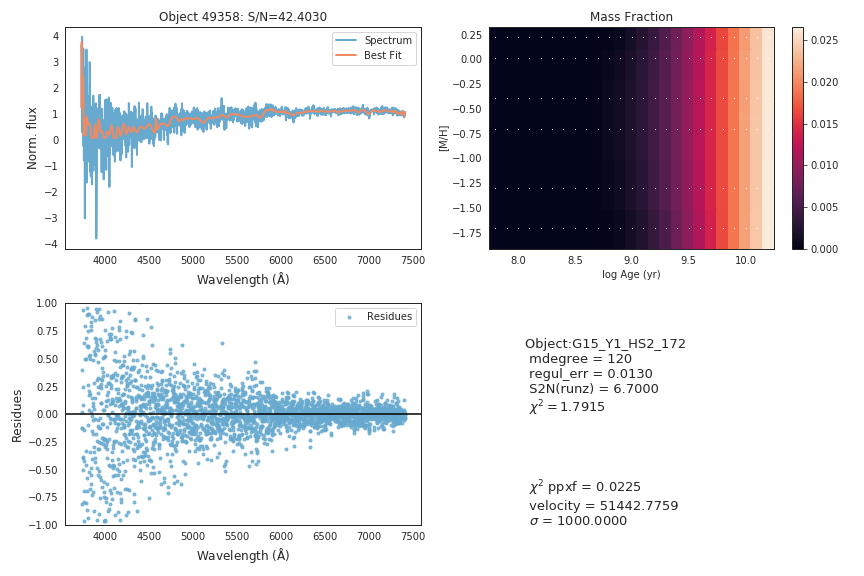 Object 49358: S/N=42.4030
4
3
2
1
0
−1
−2
−3
−4
Norm. flux
Spectrum
Best Fit
4000 4500 5000 5500 6000 6500 7000 7500
Wavelength (Å)
Mass Fraction
0.25
0.00
−0.25
−0.50
−0.75
−1.00
−1.25
−1.50
−1.75
[M/H]
8.0 8.5 9.0 9.5 10.0
log Age (yr)
0.025
0.020
0.015
0.010
0.005
0.000
1.00
0.75
0.50
0.25
0.00
−0.25
−0.50
−0.75
−1.00
Residues
Residues
4000 4500 5000 5500 6000 6500 7000 7500
Wavelength (Å)
Object:G15_Y1_HS2_172
mdegree = 120
regul_err = 0.0130
S2N(runz) = 6.7000
χ² = 1.7915
χ² ppxf = 0.0225
velocity = 51442.7759
σ = 1000.0000